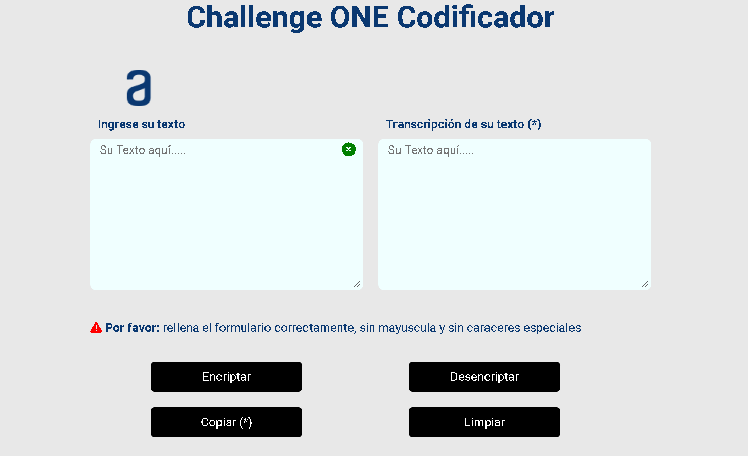 Challenge ONE Codificador
a
Ingrese su texto
Transcripción de su texto (*)
Su Texto aquí.....
Su Texto aquí.....
Por favor: rellena el formulario correctamente, sin mayuscula y sin caraceres especiales
Encriptar
Desencriptar
Copiar (*)
Limpiar